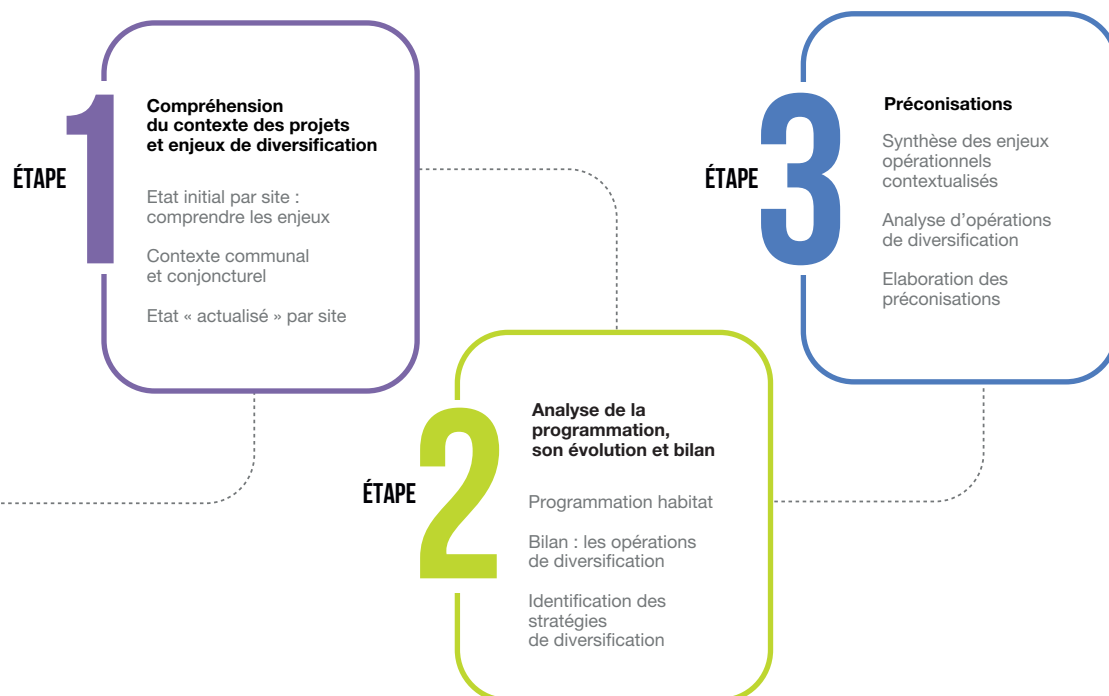 ÉTAPE
1
Compréhension
du contexte des projets
et enjeux de diversification
Etat initial par site :
comprendre les enjeux
Contexte communal
et conjoncturel
Etat « actualisé » par site
ÉTAPE
2
Analyse de la
programmation,
son évolution et bilan
Programmation habitat
Bilan : les opérations
de diversification
Identification des
stratégies
de diversification
ÉTAPE
3
Préconisations
Synthèse des enjeux
opérationnels
contextualisés
Analyse d’opérations
de diversification
Elaboration des
préconisations